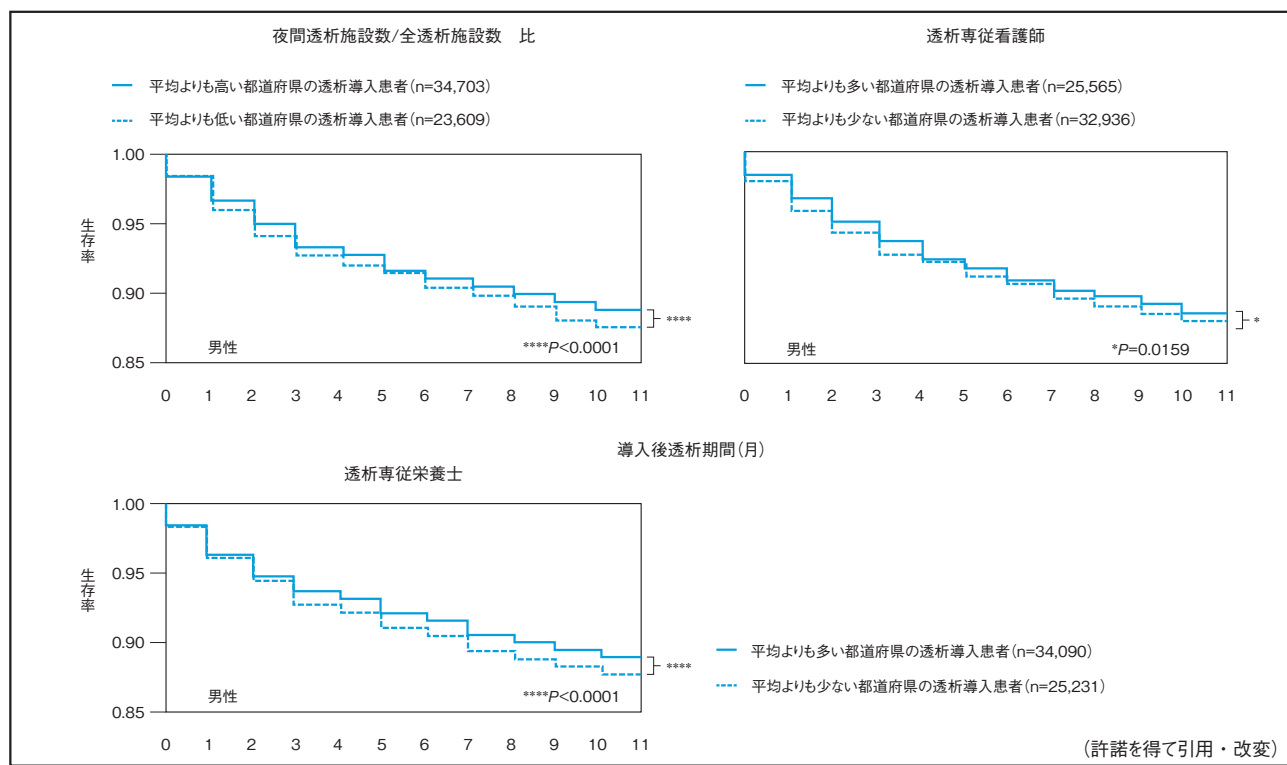 夜間透析施設数/全透析施設数　比
平均よりも高い都道府県の透析導入患者(n=34,703)
平均よりも低い都道府県の透析導入患者(n=23,609)
1.00
0.95
0.90
0.85
生存率
男性
****P<0.0001
****
0 1 2 3 4 5 6 7 8 9 10 11
透析専従看護師
平均よりも多い都道府県の透析導入患者(n=25,565)
平均よりも少ない都道府県の透析導入患者(n=32,936)
男性
*P=0.0159
*
0 1 2 3 4 5 6 7 8 9 10 11
導入後透析期間(月)
透析専従栄養士
1.00
0.95
0.90
0.85
生存率
男性
****P<0.0001
****
0 1 2 3 4 5 6 7 8 9 10 11
平均よりも多い都道府県の透析導入患者(n=34,090)
平均よりも少ない都道府県の透析導入患者(n=25,231)
(許諾を得て引用・改変)